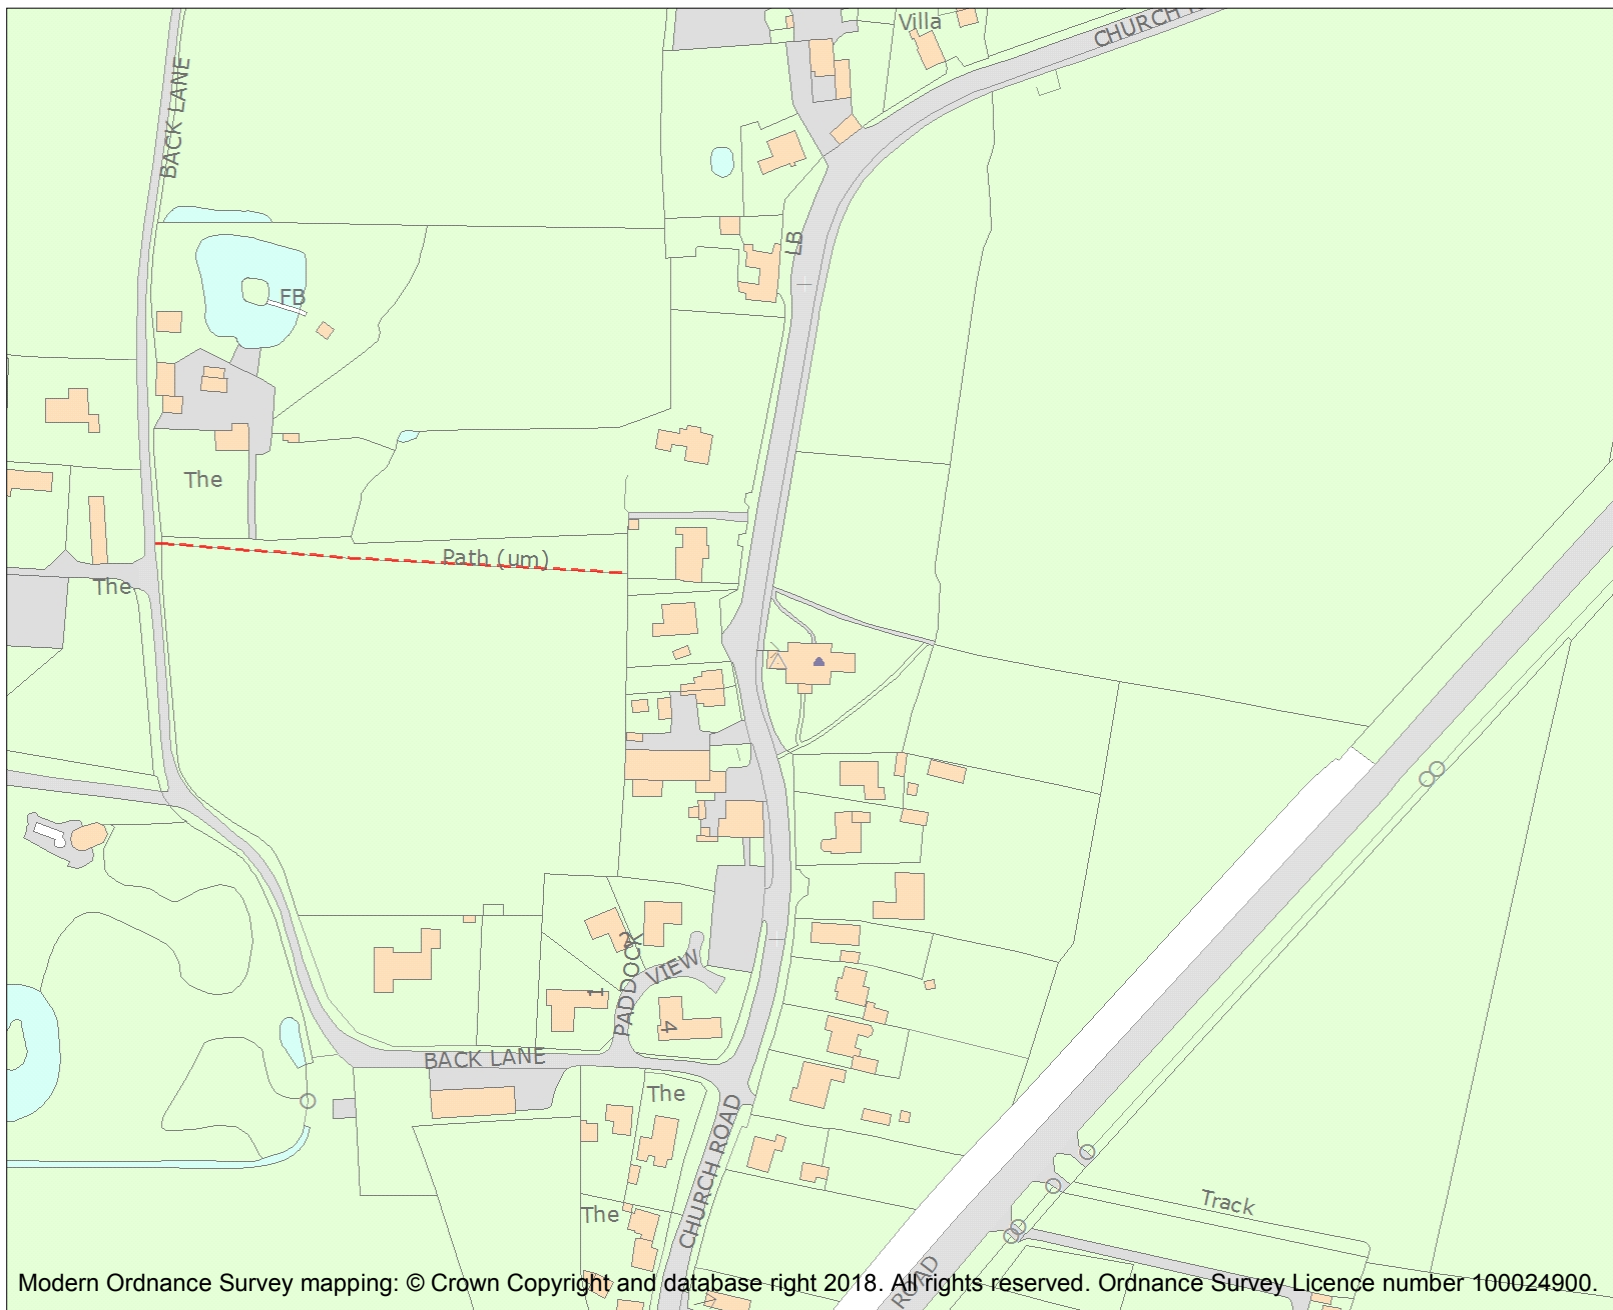 Villa
CHURCH
BACK LANE
LB
FB
The
Path (um)
The
2
PADDOCK
VIEW
1
4
BACK LANE
The
CHURCH ROAD
Track
The
ROAD
Modern Ordnance Survey mapping: © Crown Copyright and database right 2018. All rights reserved. Ordnance Survey Licence number 100024900.